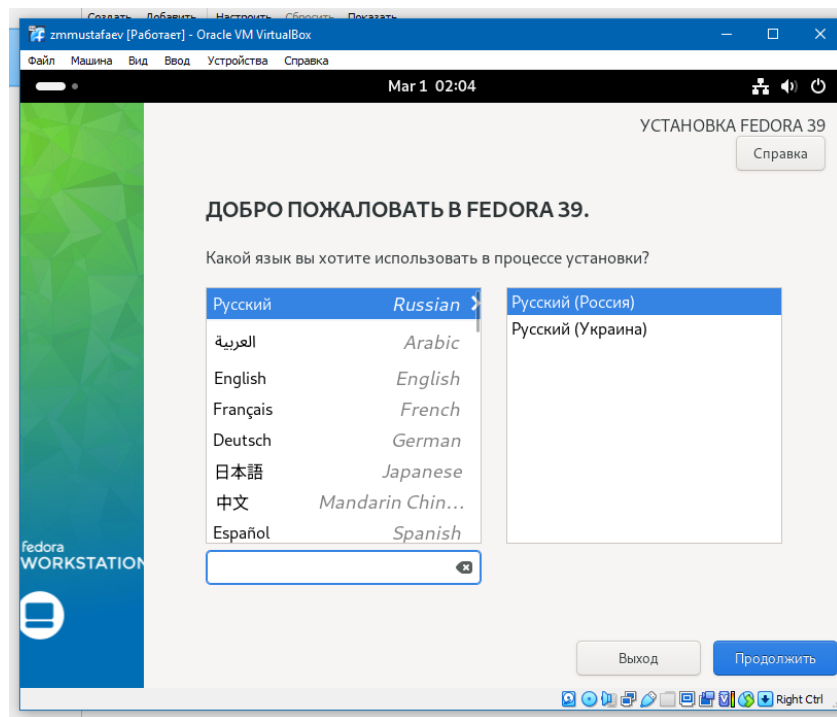 Создать Добавить Настроить Сбросить Показать
zmmustafaev [Работает] - Oracle VM VirtualBox
Файл Машина Вид Ввод Устройства Справка
Mar 1 02:04
УСТАНОВКА FEDORA 39
Справка
ДОБРО ПОЖАЛОВАТЬ В FEDORA 39.
Какой язык вы хотите использовать в процессе установки?
Русский Russian
العربية Arabic
English English
Français French
Deutsch German
日本語 Japanese
中文 Mandarin Chin...
Español Spanish
Русский (Россия)
Русский (Украина)
fedora
WORKSTATION
Выход
Продолжить
Right Ctrl